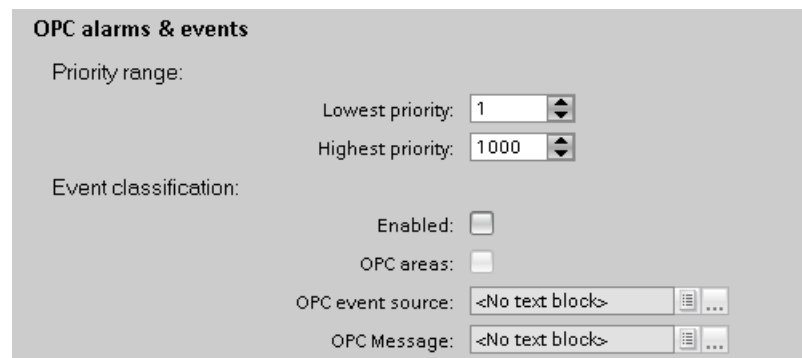 OPC alarms & events
Priority range:
Lowest priority: 1
Highest priority: 1000
Event classification:
Enabled:
OPC areas:
OPC event source: <No text block> ...
OPC Message: <No text block> ...